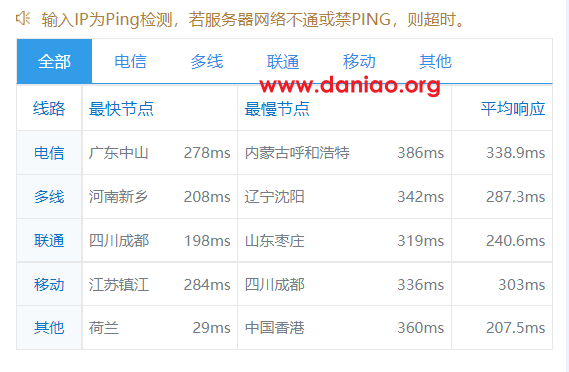 输入IP为Ping检测，若服务器网络不通或禁PING，则超时。
全部 电信 多线 联通 移动 其他
www.daniao.org
线路 最快节点 最慢节点 平均响应
电信 广东中山 278ms 内蒙古呼和浩特 386ms 338.9ms
多线 河南新乡 208ms 辽宁沈阳 342ms 287.3ms
联通 四川成都 198ms 山东枣庄 319ms 240.6ms
移动 江苏镇江 284ms 四川成都 336ms 303ms
其他 荷兰 29ms 中国香港 360ms 207.5ms